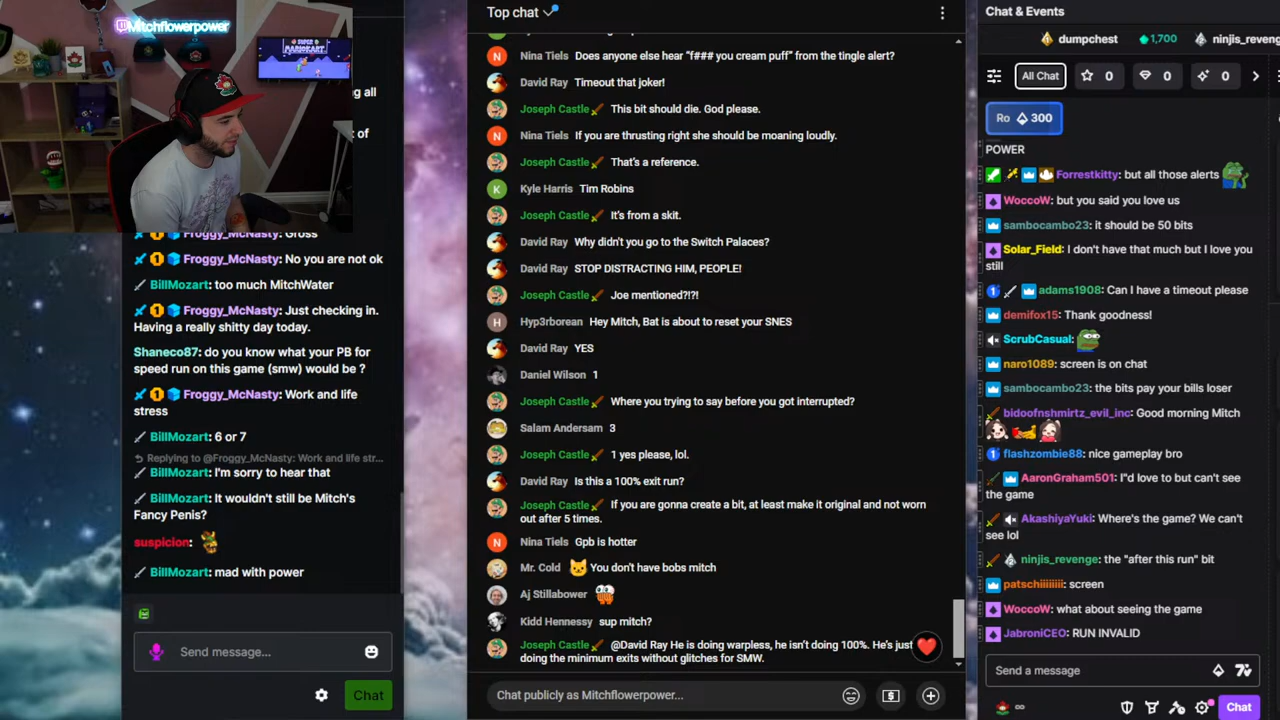 Mitchflowerpower
SUPER
MARIOKART
ng all
t of
Froggy_McNasty: Gross
Froggy_McNasty: No you are not ok
BillMozart: too much MitchWater
Froggy_McNasty: Just checking in.
Having a really shitty day today.
Shaneco87: do you know what your PB for
speed run on this game (smw) would be ?
Froggy_McNasty: Work and life
stress
BillMozart: 6 or 7
Replying to @Froggy_McNasty: Work and life str...
BillMozart: I'm sorry to hear that
BillMozart: It wouldn't still be Mitch's
Fancy Penis?
suspicion:
BillMozart: mad with power
Send message...
Chat
Top chat
Nina Tiels Does anyone else hear "f### you cream puff" from the tingle alert?
David Ray Timeout that joker!
Joseph Castle This bit should die. God please.
Nina Tiels If you are thrusting right she should be moaning loudly.
Joseph Castle That's a reference.
Kyle Harris Tim Robins
Joseph Castle It's from a skit.
David Ray Why didn't you go to the Switch Palaces?
David Ray STOP DISTRACTING HIM, PEOPLE!
Joseph Castle Joe mentioned?!?!
Hyp3rborean Hey Mitch, Bat is about to reset your SNES
David Ray YES
Daniel Wilson 1
Joseph Castle Where you trying to say before you got interrupted?
Salam Andersam 3
Joseph Castle 1 yes please, lol.
David Ray Is this a 100% exit run?
Joseph Castle If you are gonna create a bit, at least make it original and not worn
out after 5 times.
Nina Tiels Gpb is hotter
Mr. Cold You don't have bobs mitch
Aj Stillabower
Kidd Hennessy sup mitch?
Joseph Castle @David Ray He is doing warpless, he isn't doing 100%. He's just
doing the minimum exits without glitches for SMW.
Chat publicly as Mitchflowerpower...
Chat & Events
dumpchest 1,700 ninjis_reveng
All Chat 0 0 0
Ro 300
POWER
Forrestkitty: but all those alerts
WoccoW: but you said you love us
sambocambo23: it should be 50 bits
Solar_Field: I don't have that much but I love you
still
adams1908: Can I have a timeout please
demifox15: Thank goodness!
ScrubCasual:
naro1089: screen is on chat
sambocambo23: the bits pay your bills loser
bidoofnshmirtz_evil_inc: Good morning Mitch
flashzombie88: nice gameplay bro
AaronGraham501: I'd love to but can't see
the game
AkashiyaYuki: Where's the game? We can't
see lol
ninjis_revenge: the "after this run" bit
patschiiiiiiii: screen
WoccoW: what about seeing the game
JabroniCEO: RUN INVALID
Send a message
Chat